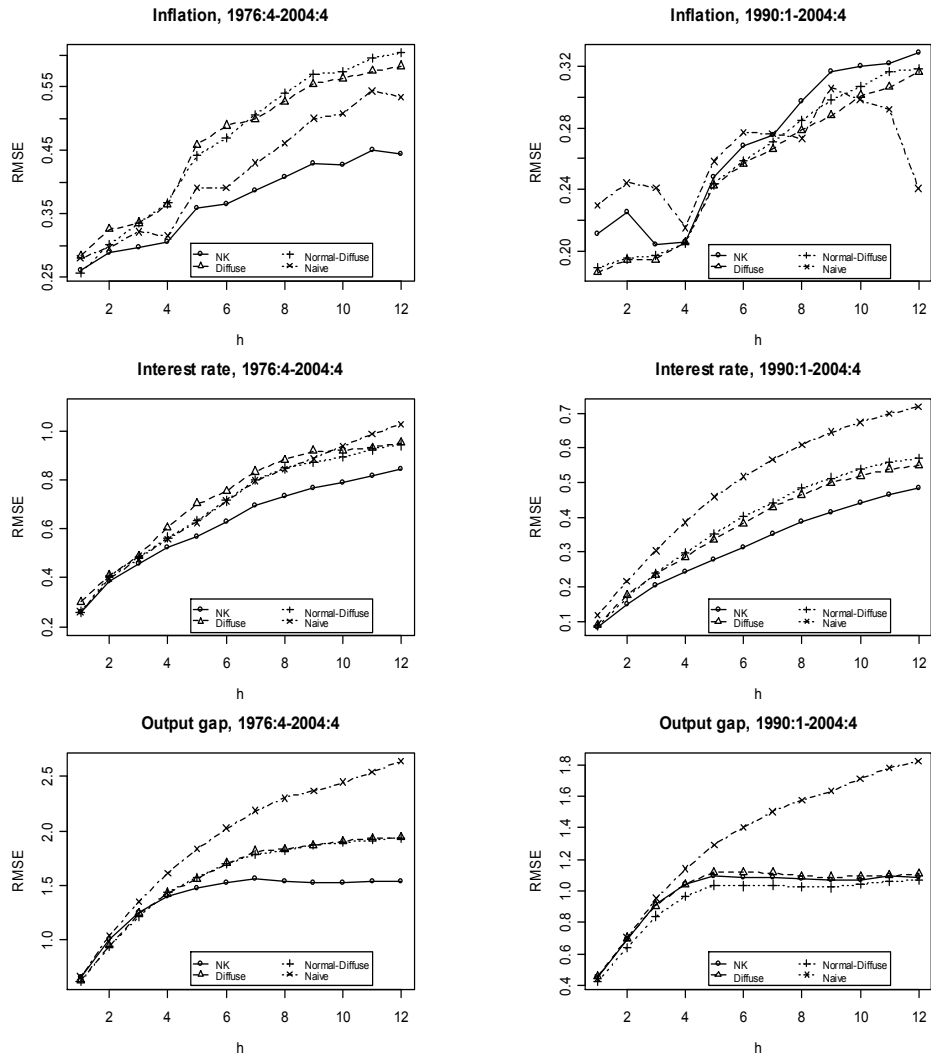 Inflation, 1976:4-2004:4
RMSE
0.25 0.35 0.45 0.55
NK Normal-Diffuse
Diffuse Naive
2 4 6 8 10 12
h
Inflation, 1990:1-2004:4
RMSE
0.20 0.24 0.28 0.32
NK Normal-Diffuse
Diffuse Naive
2 4 6 8 10 12
h
Interest rate, 1976:4-2004:4
RMSE
0.2 0.4 0.6 0.8 1.0
NK Normal-Diffuse
Diffuse Naive
2 4 6 8 10 12
h
Interest rate, 1990:1-2004:4
RMSE
0.1 0.2 0.3 0.4 0.5 0.6 0.7
NK Normal-Diffuse
Diffuse Naive
2 4 6 8 10 12
h
Output gap, 1976:4-2004:4
RMSE
1.0 1.5 2.0 2.5
NK Normal-Diffuse
Diffuse Naive
2 4 6 8 10 12
h
Output gap, 1990:1-2004:4
RMSE
0.4 0.6 0.8 1.0 1.2 1.4 1.6 1.8
NK Normal-Diffuse
Diffuse Naive
2 4 6 8 10 12
h